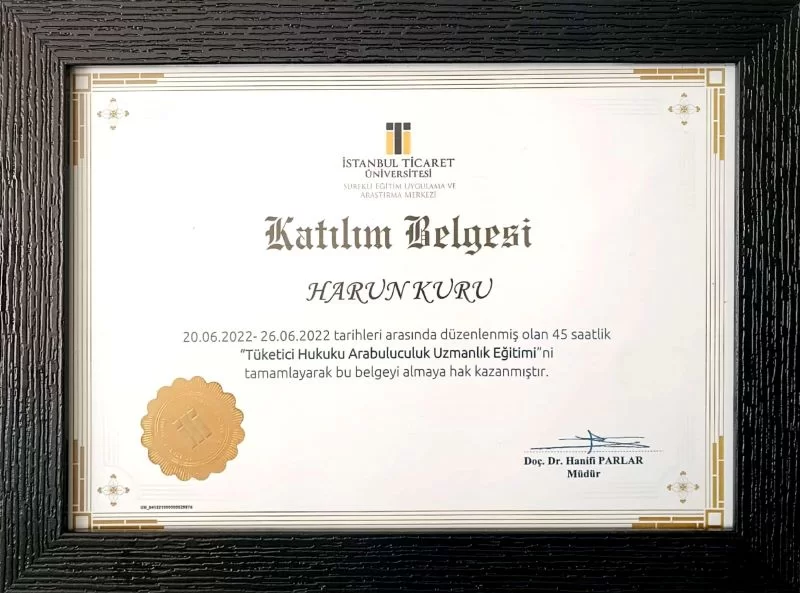 İSTANBUL TİCARET
ÜNİVERSİTESİ
SÜREKLİ EĞİTİM UYGULAMA VE
ARAŞTIRMA MERKEZİ
Katılım Belgesi
HARUN KURU
20.06.2022- 26.06.2022 tarihleri arasında düzenlenmiş olan 45 saatlik
"Tüketici Hukuku Arabuluculuk Uzmanlık Eğitimi"ni
tamamlayarak bu belgeyi almaya hak kazanmıştır.
Doç. Dr. Hanifi PARLAR
Müdür